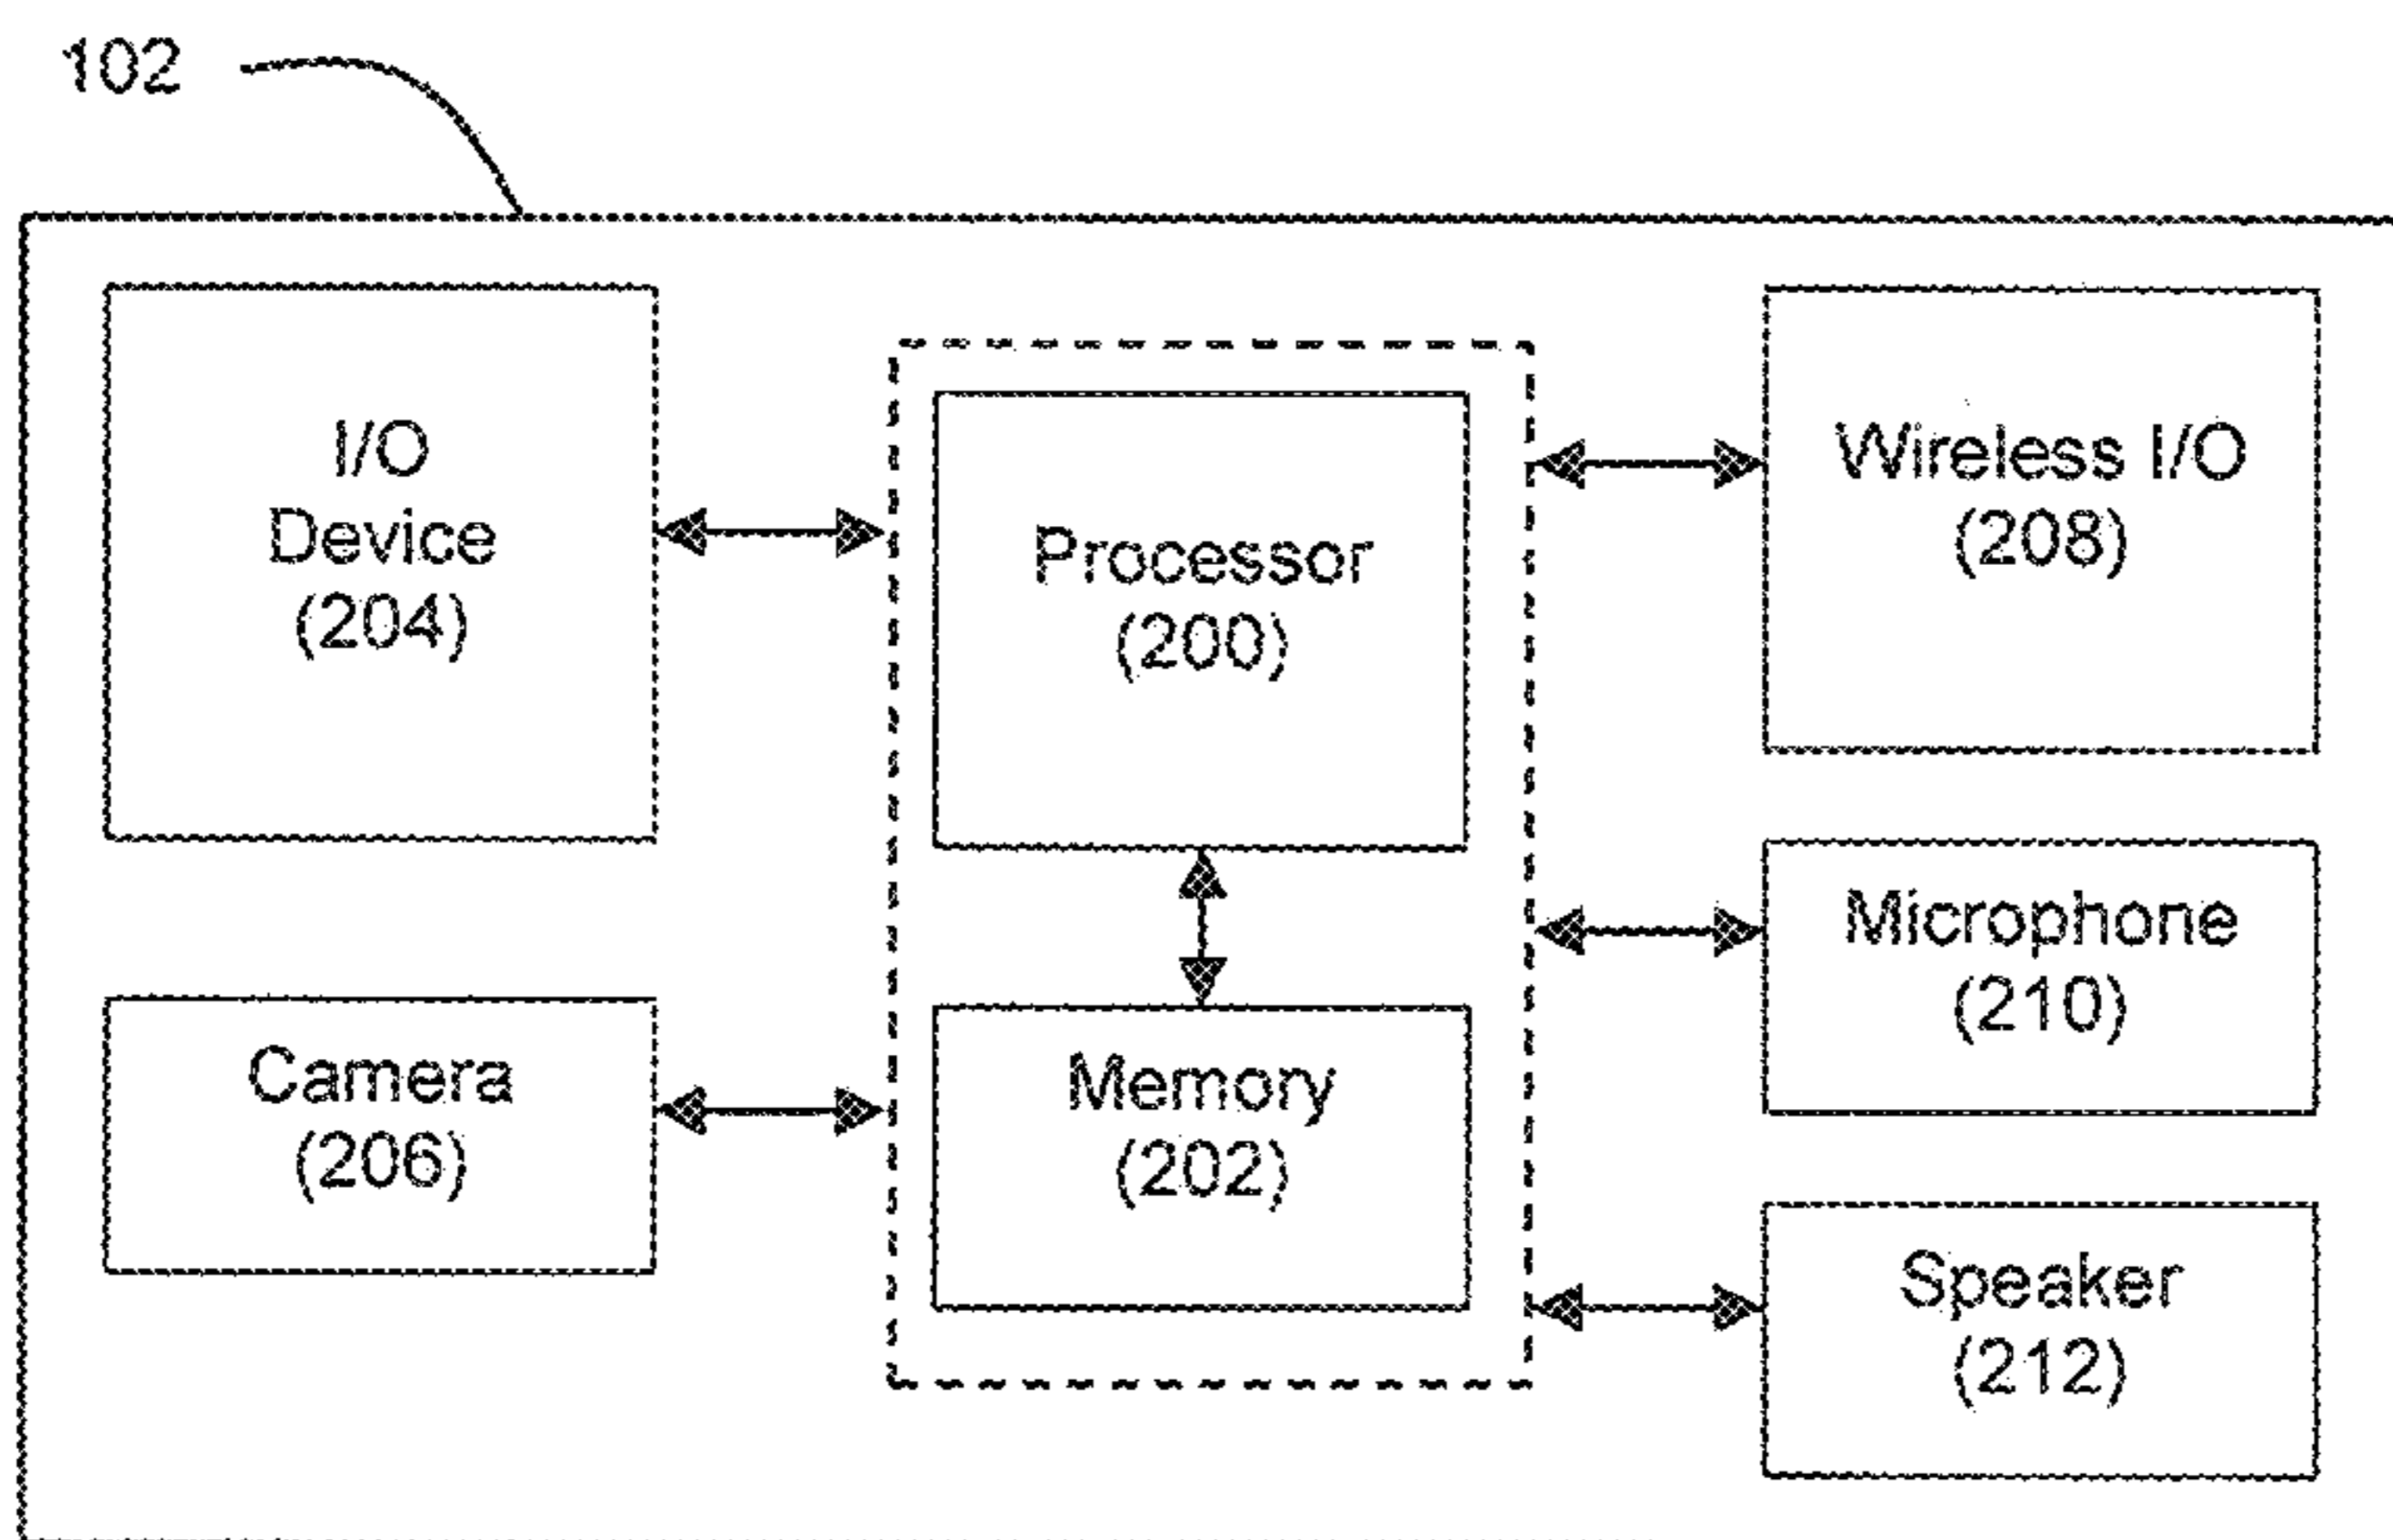 102
I/O
Device
(204)
Processor
(200)
Wireless I/O
(208)
Microphone
(210)
Camera
(206)
Memory
(202)
Speaker
(212)